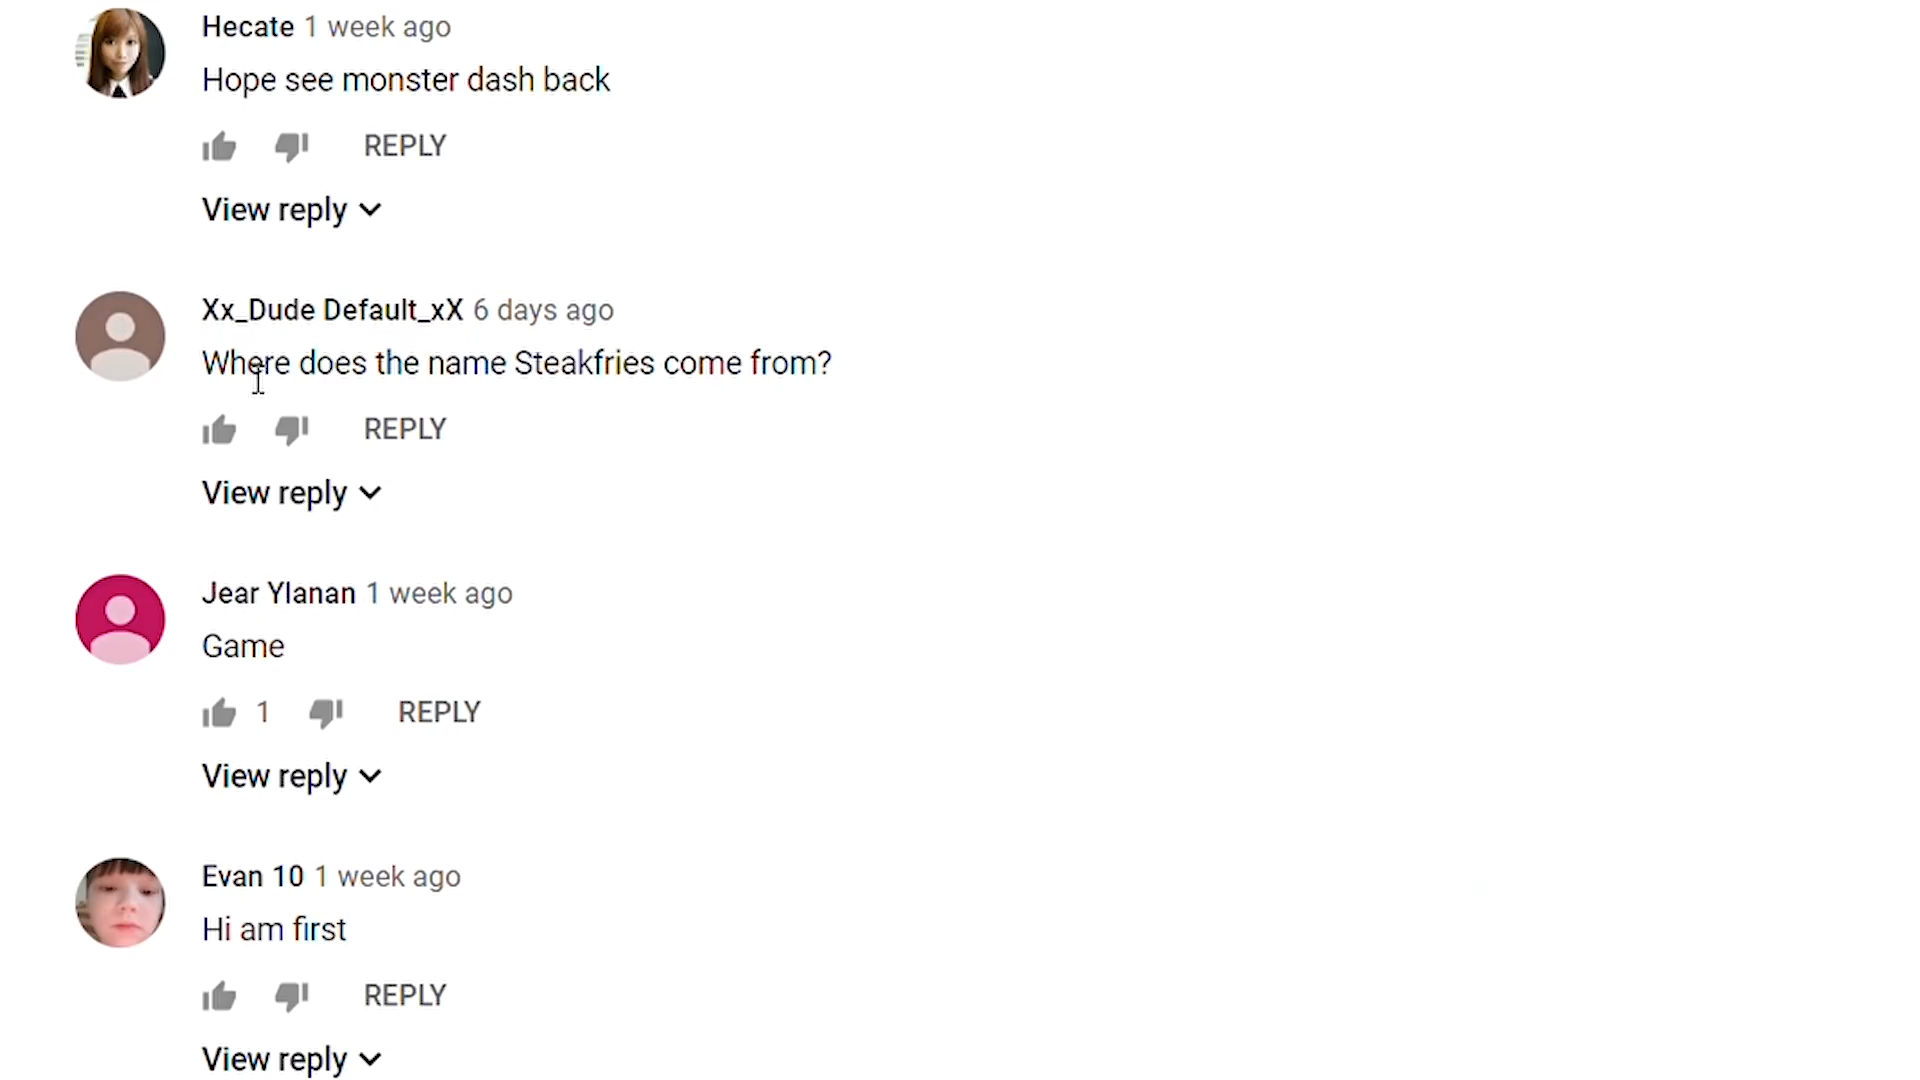 Hecate 1 week ago
Hope see monster dash back
REPLY
View reply
Xx_Dude Default_xX 6 days ago
Where does the name Steakfries come from?
REPLY
View reply
Jear Ylanan 1 week ago
Game
1 REPLY
View reply
Evan 10 1 week ago
Hi am first
REPLY
View reply